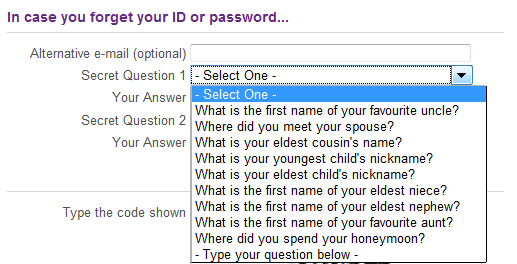 In case you forget your ID or password...
Alternative e-mail (optional)
Secret Question 1 - Select One -
- Select One -
Your Answer What is the first name of your favourite uncle?
Where did you meet your spouse?
Secret Question 2 What is your eldest cousin's name?
Your Answer What is your youngest child's nickname?
What is your eldest child's nickname?
What is the first name of your eldest niece?
What is the first name of your eldest nephew?
Type the code shown What is the first name of your favourite aunt?
Where did you spend your honeymoon?
- Type your question below -